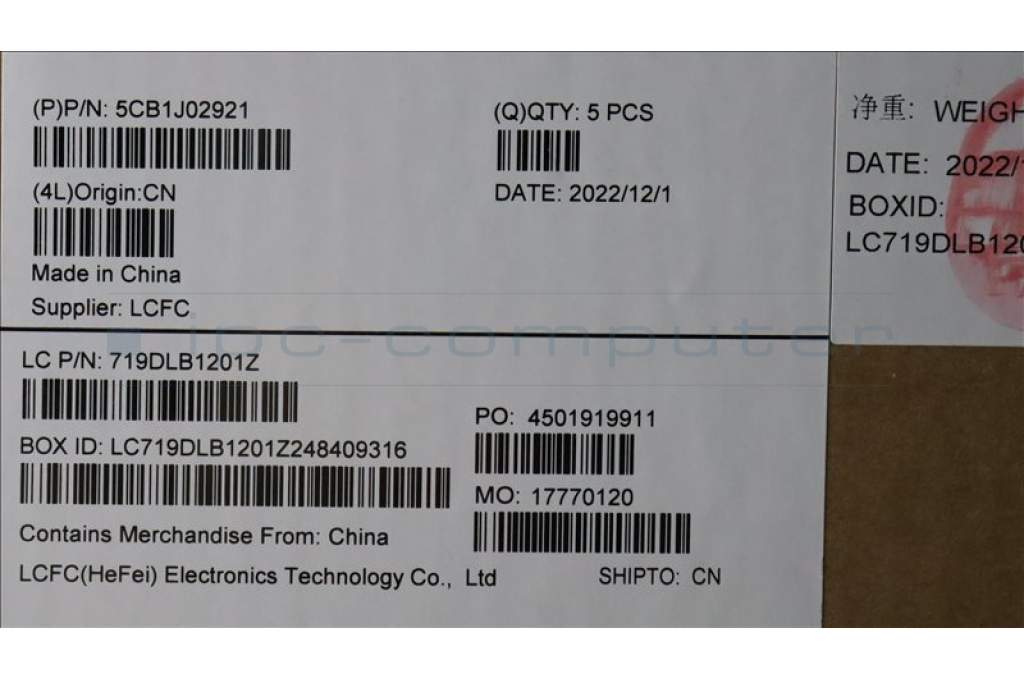 (P)P/N: 5CB1J02921
(Q)QTY: 5 PCS
(4L)Origin:CN
DATE: 2022/12/1
Made in China
Supplier: LCFC
净重: WEIGH
DATE: 2022/1
BOXID:
LC719DLB120
ioc-computer
LC P/N: 719DLB1201Z
PO: 4501919911
BOX ID: LC719DLB1201Z248409316
MO: 17770120
Contains Merchandise From: China
LCFC(HeFei) Electronics Technology Co., Ltd
SHIPTO: CN